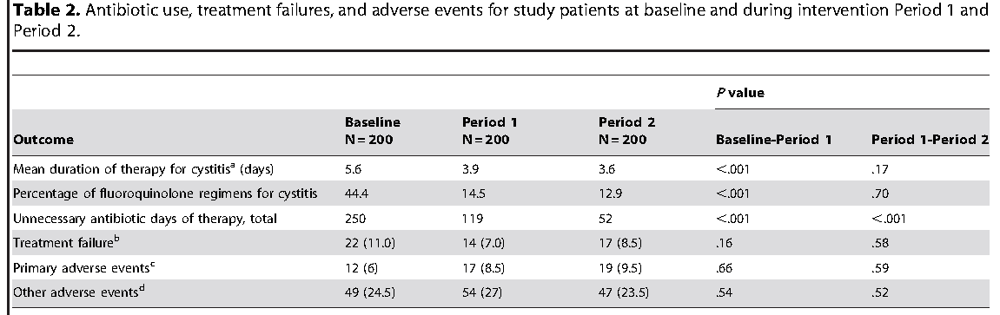 Table 2. Antibiotic use, treatment failures, and adverse events for study patients at baseline and during intervention Period 1 and
Period 2.
P value
Baseline Period 1 Period 2
Outcome N = 200 N = 200 N = 200 Baseline-Period 1 Period 1-Period 2
Mean duration of therapy for cystitisᵃ (days) 5.6 3.9 3.6 <.001 .17
Percentage of fluoroquinolone regimens for cystitis 44.4 14.5 12.9 <.001 .70
Unnecessary antibiotic days of therapy, total 250 119 52 <.001 <.001
Treatment failureᵇ 22 (11.0) 14 (7.0) 17 (8.5) .16 .58
Primary adverse eventsᶜ 12 (6) 17 (8.5) 19 (9.5) .66 .59
Other adverse eventsᵈ 49 (24.5) 54 (27) 47 (23.5) .54 .52